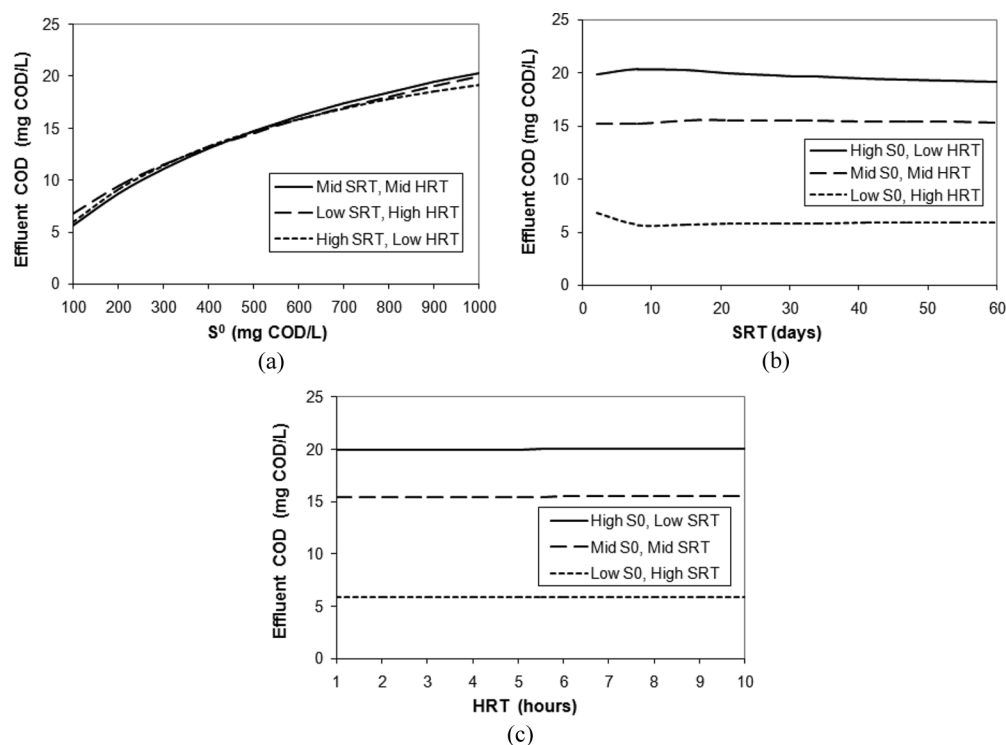 25
20
15
10
5
0
Effluent COD (mg COD/L)
Mid SRT, Mid HRT
Low SRT, High HRT
High SRT, Low HRT
100 200 300 400 500 600 700 800 900 1000
S⁰ (mg COD/L)
(a)
25
20
15
10
5
0
Effluent COD (mg COD/L)
High S0, Low HRT
Mid S0, Mid HRT
Low S0, High HRT
0 10 20 30 40 50 60
SRT (days)
(b)
25
20
15
10
5
0
Effluent COD (mg COD/L)
High S0, Low SRT
Mid S0, Mid SRT
Low S0, High SRT
1 2 3 4 5 6 7 8 9 10
HRT (hours)
(c)